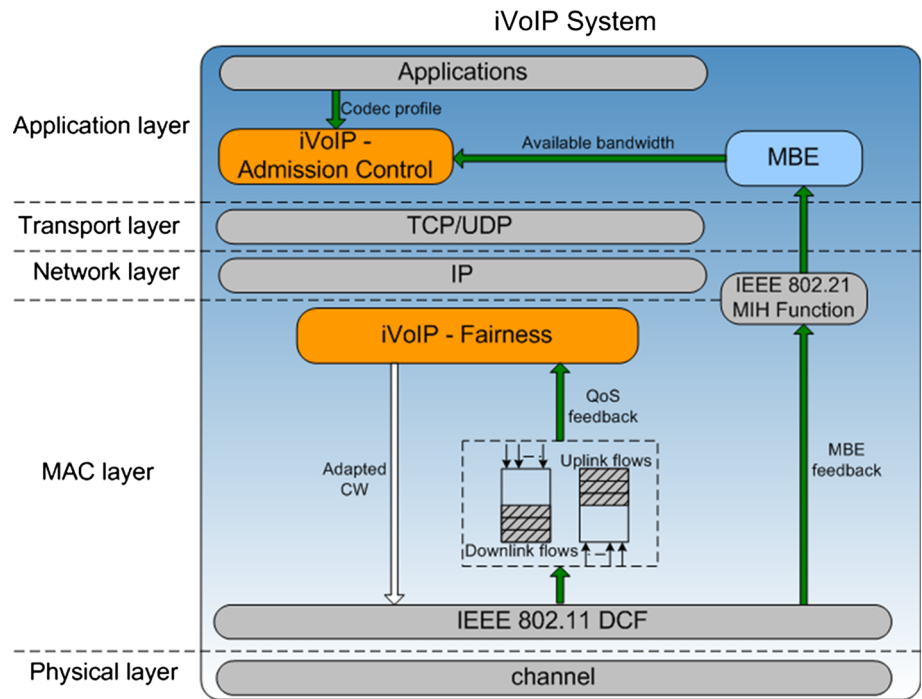 iVoIP System
Applications
Codec profile
Application layer
iVoIP -
Admission Control
Available bandwidth
MBE
Transport layer
TCP/UDP
Network layer
IP
IEEE 802.21
MIH Function
iVoIP - Fairness
QoS
feedback
MAC layer
Adapted
CW
Uplink flows
Downlink flows
MBE
feedback
IEEE 802.11 DCF
Physical layer
channel